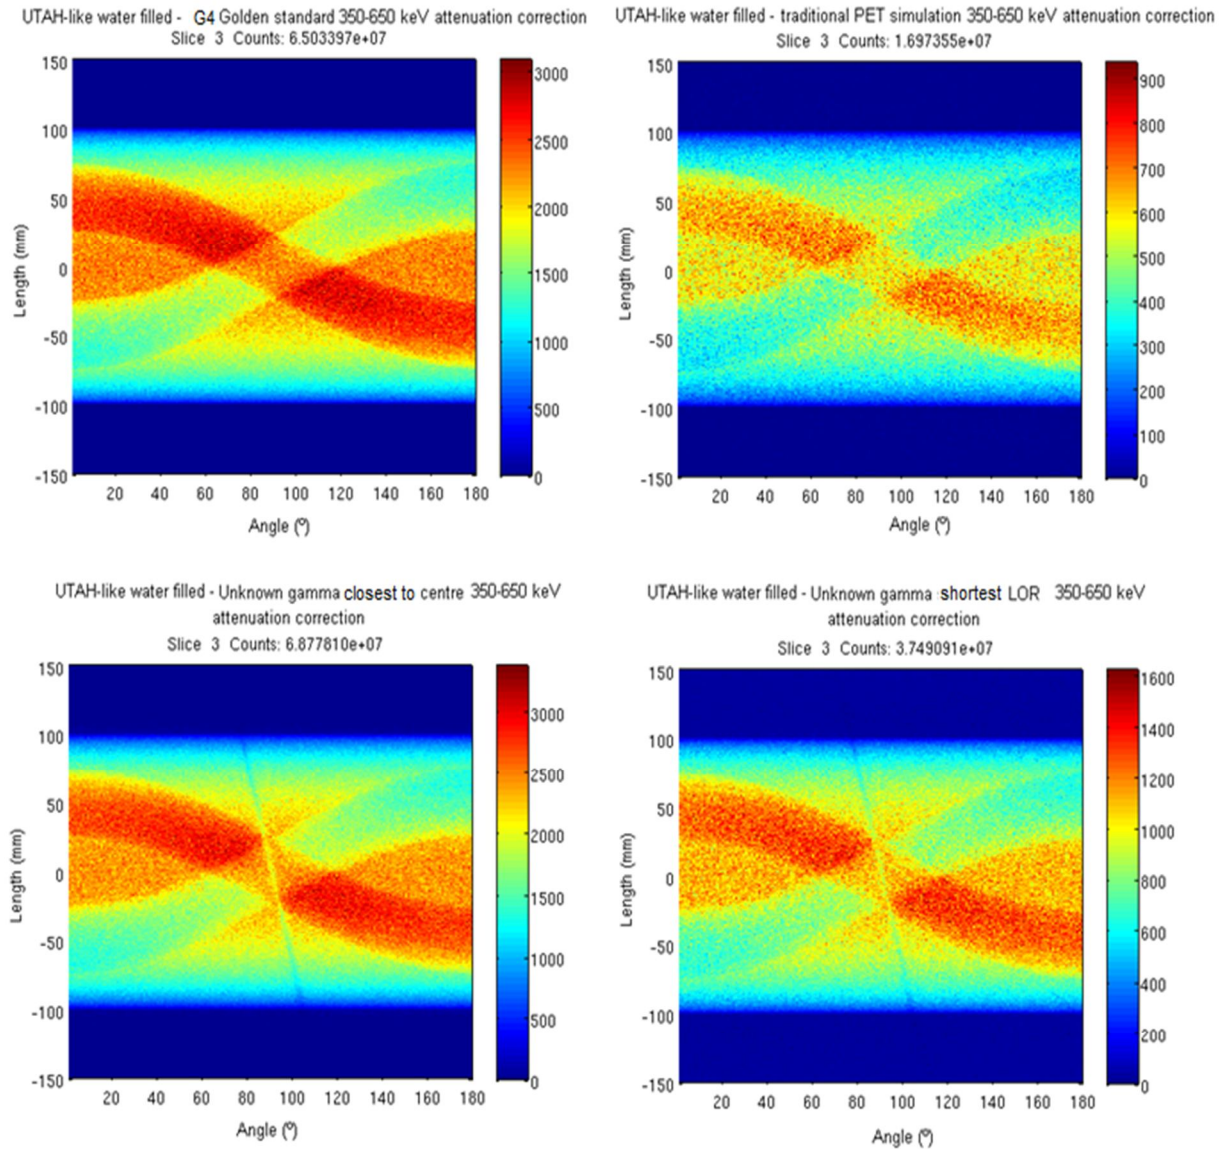 UTAH-like water filled - G4 Golden standard 350-650 keV attenuation correction
Slice 3 Counts: 6.503397e+07
150
100
50
0
-50
-100
-150
Length (mm)
20 40 60 80 100 120 140 160 180
Angle (º)
3000
2500
2000
1500
1000
500
0
UTAH-like water filled - traditional PET simulation 350-650 keV attenuation correction
Slice 3 Counts: 1.697355e+07
150
100
50
0
-50
-100
-150
Length (mm)
20 40 60 80 100 120 140 160 180
Angle (º)
900
800
700
600
500
400
300
200
100
0
UTAH-like water filled - Unknown gamma closest to centre 350-650 keV
attenuation correction
Slice 3 Counts: 6.877810e+07
150
100
50
0
-50
-100
-150
Length (mm)
20 40 60 80 100 120 140 160 180
Angle (º)
3000
2500
2000
1500
1000
500
0
UTAH-like water filled - Unknown gamma shortest LOR 350-650 keV
attenuation correction
Slice 3 Counts: 3.749091e+07
150
100
50
0
-50
-100
-150
Length (mm)
20 40 60 80 100 120 140 160 180
Angle (º)
1600
1400
1200
1000
800
600
400
200
0